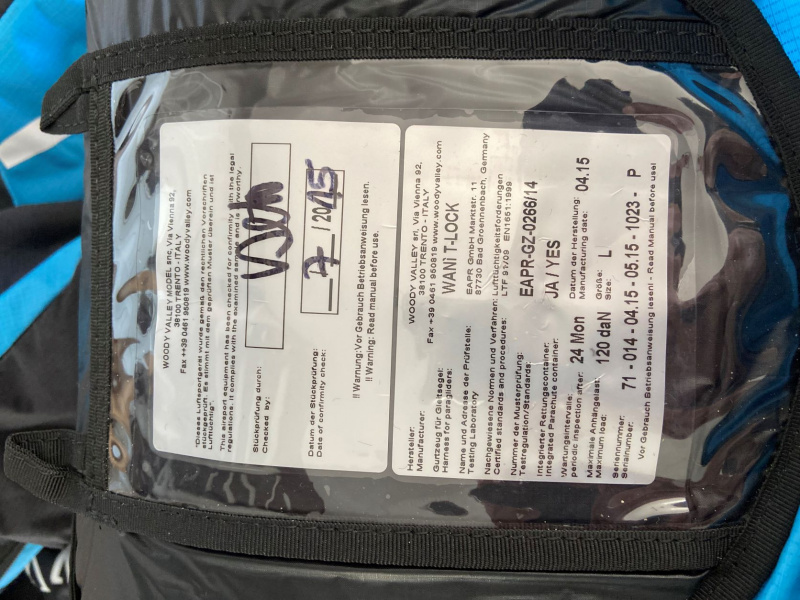 WOODY VALLEY MODEL snc, Via Vienna 92,
38100 TRENTO - ITALY
Fax ++39 0461 950819 www.woodyvalley.com
"Dieses Luftsportgerät wurde gemäß den rechtlichen Vorschriften
stückgeprüft. Es stimmt mit dem geprüften Muster überein und ist
Lufttüchtig".
This airsport equipment has been checked for confirmity with the legal
regulations. It complies with the examined sample and is airworthy.
Stückprüfung durch:
Checked by:
Datum der Stückprüfung:
Date of confirmity check:
7 / 2015
!! Warnung: Vor Gebrauch Betriebsanweisung lesen.
!! Warning: Read manual before use.
Hersteller: WOODY VALLEY srl, Via Vienna 92,
Manufacturer: 38100 TRENTO - ITALY
Fax +39 0461 950819 www.woodyvalley.com
Gurtzeug für Gleitsegel: WANI T-LOCK
Harness for paragliders:
Name und Adresse der Prüfstelle: EAPR GmbH Marktstr. 11
Testing Laboratory 87730 Bad Groennenbach, Germany
Nachgewiesene Normen und Verfahren: Lufttüchtigkeitsforderungen
Certified standards and procedures: LTF 91/09 EN1651:1999
Nummer der Musterprüfung: EAPR-GZ-0266/14
Testregulation/Standards:
Integrierter Rettungscontainer: JA / YES
Integrated Parachute container:
Wartungsintervalle: 24 Mon Datum der Herstellung: 04.15
periodic inspection after: Manufacturing date:
Maximale Anhängelast: 120 daN Größe: L
Maximum load: Size:
Seriennummer: 71 - 014 - 04.15 - 05.15 - 1023 - P
Serialnumber:
Vor Gebrauch Betriebsanweisung lesen! - Read Manual before use!